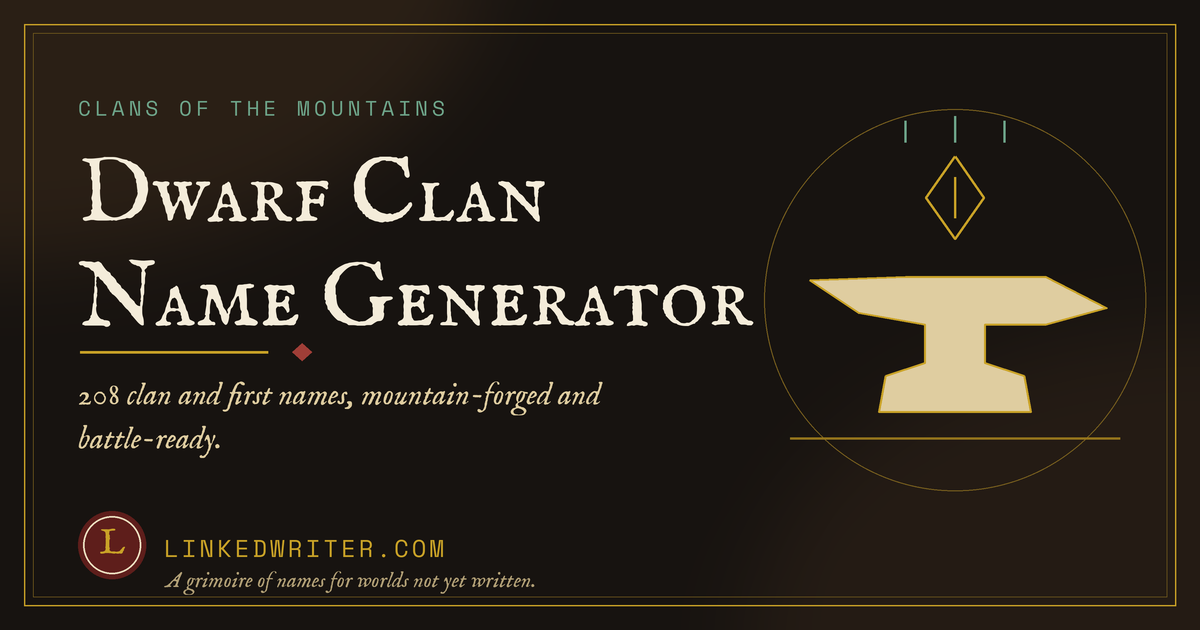 CLANS OF THE MOUNTAINS
Dwarf Clan
Name Generator
208 clan and first names, mountain-forged and
battle-ready.
L
LINKEDWRITER.COM
A grimoire of names for worlds not yet written.